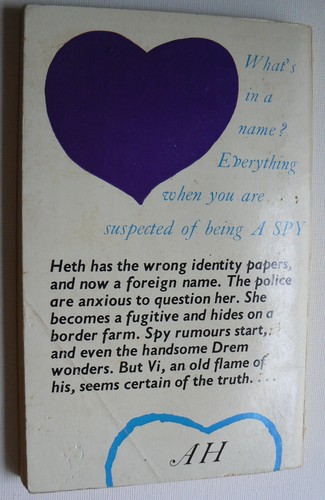 What's
in a
name?
Everything
when you are . . .
suspected of being A SPY
Heth has the wrong identity papers,
and now a foreign name. The police
are anxious to question her. She
becomes a fugitive and hides on a
border farm. Spy rumours start,
and even the handsome Drem
wonders. But Vi, an old flame of
his, seems certain of the truth. . . .
AH